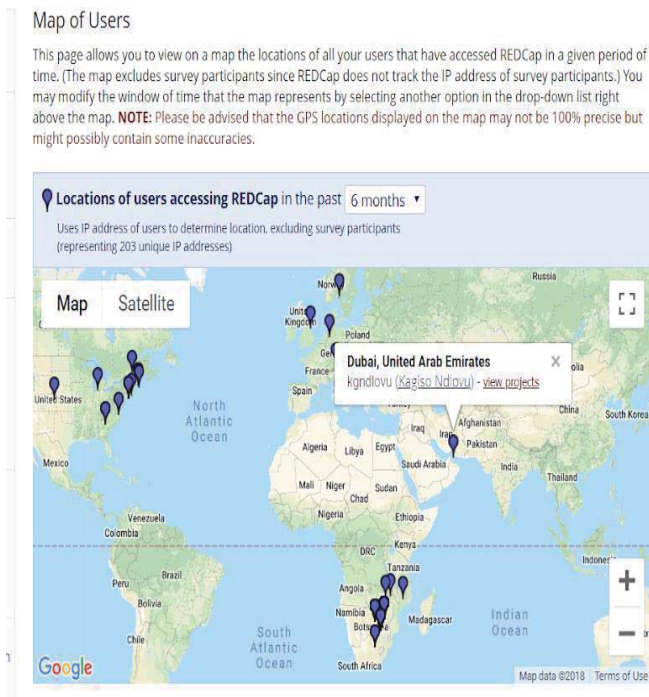 Map of Users
This page allows you to view on a map the locations of all your users that have accessed REDCap in a given period of
time. (The map excludes survey participants since REDCap does not track the IP address of survey participants.) You
may modify the window of time that the map represents by selecting another option in the drop-down list right
above the map. NOTE: Please be advised that the GPS locations displayed on the map may not be 100% precise but
might possibly contain some inaccuracies.
Locations of users accessing REDCap in the past 6 months
Uses IP address of users to determine location, excluding survey participants
(representing 203 unique IP addresses)
Map Satellite
Russia
Poland
France
Spain
Dubai, United Arab Emirates ×
kgndlovu (Kagiso Ndlovu) - view projects
United States
North
Atlantic
Ocean
Mexico
Iraq
Afghanistan
Pakistan
China
South Korea
Algeria
Libya
Egypt
Saudi Arabia
India
Thailand
Mali
Niger
Chad
Sudan
Nigeria
Ethiopia
Venezuela
Colombia
DRC
Kenya
Tanzania
Peru
Brazil
Bolivia
Angola
Namibia
Madagascar
Indian
Ocean
Chile
South
Atlantic
Ocean
South Africa
+
−
Google
Map data ©2018 Terms of Use